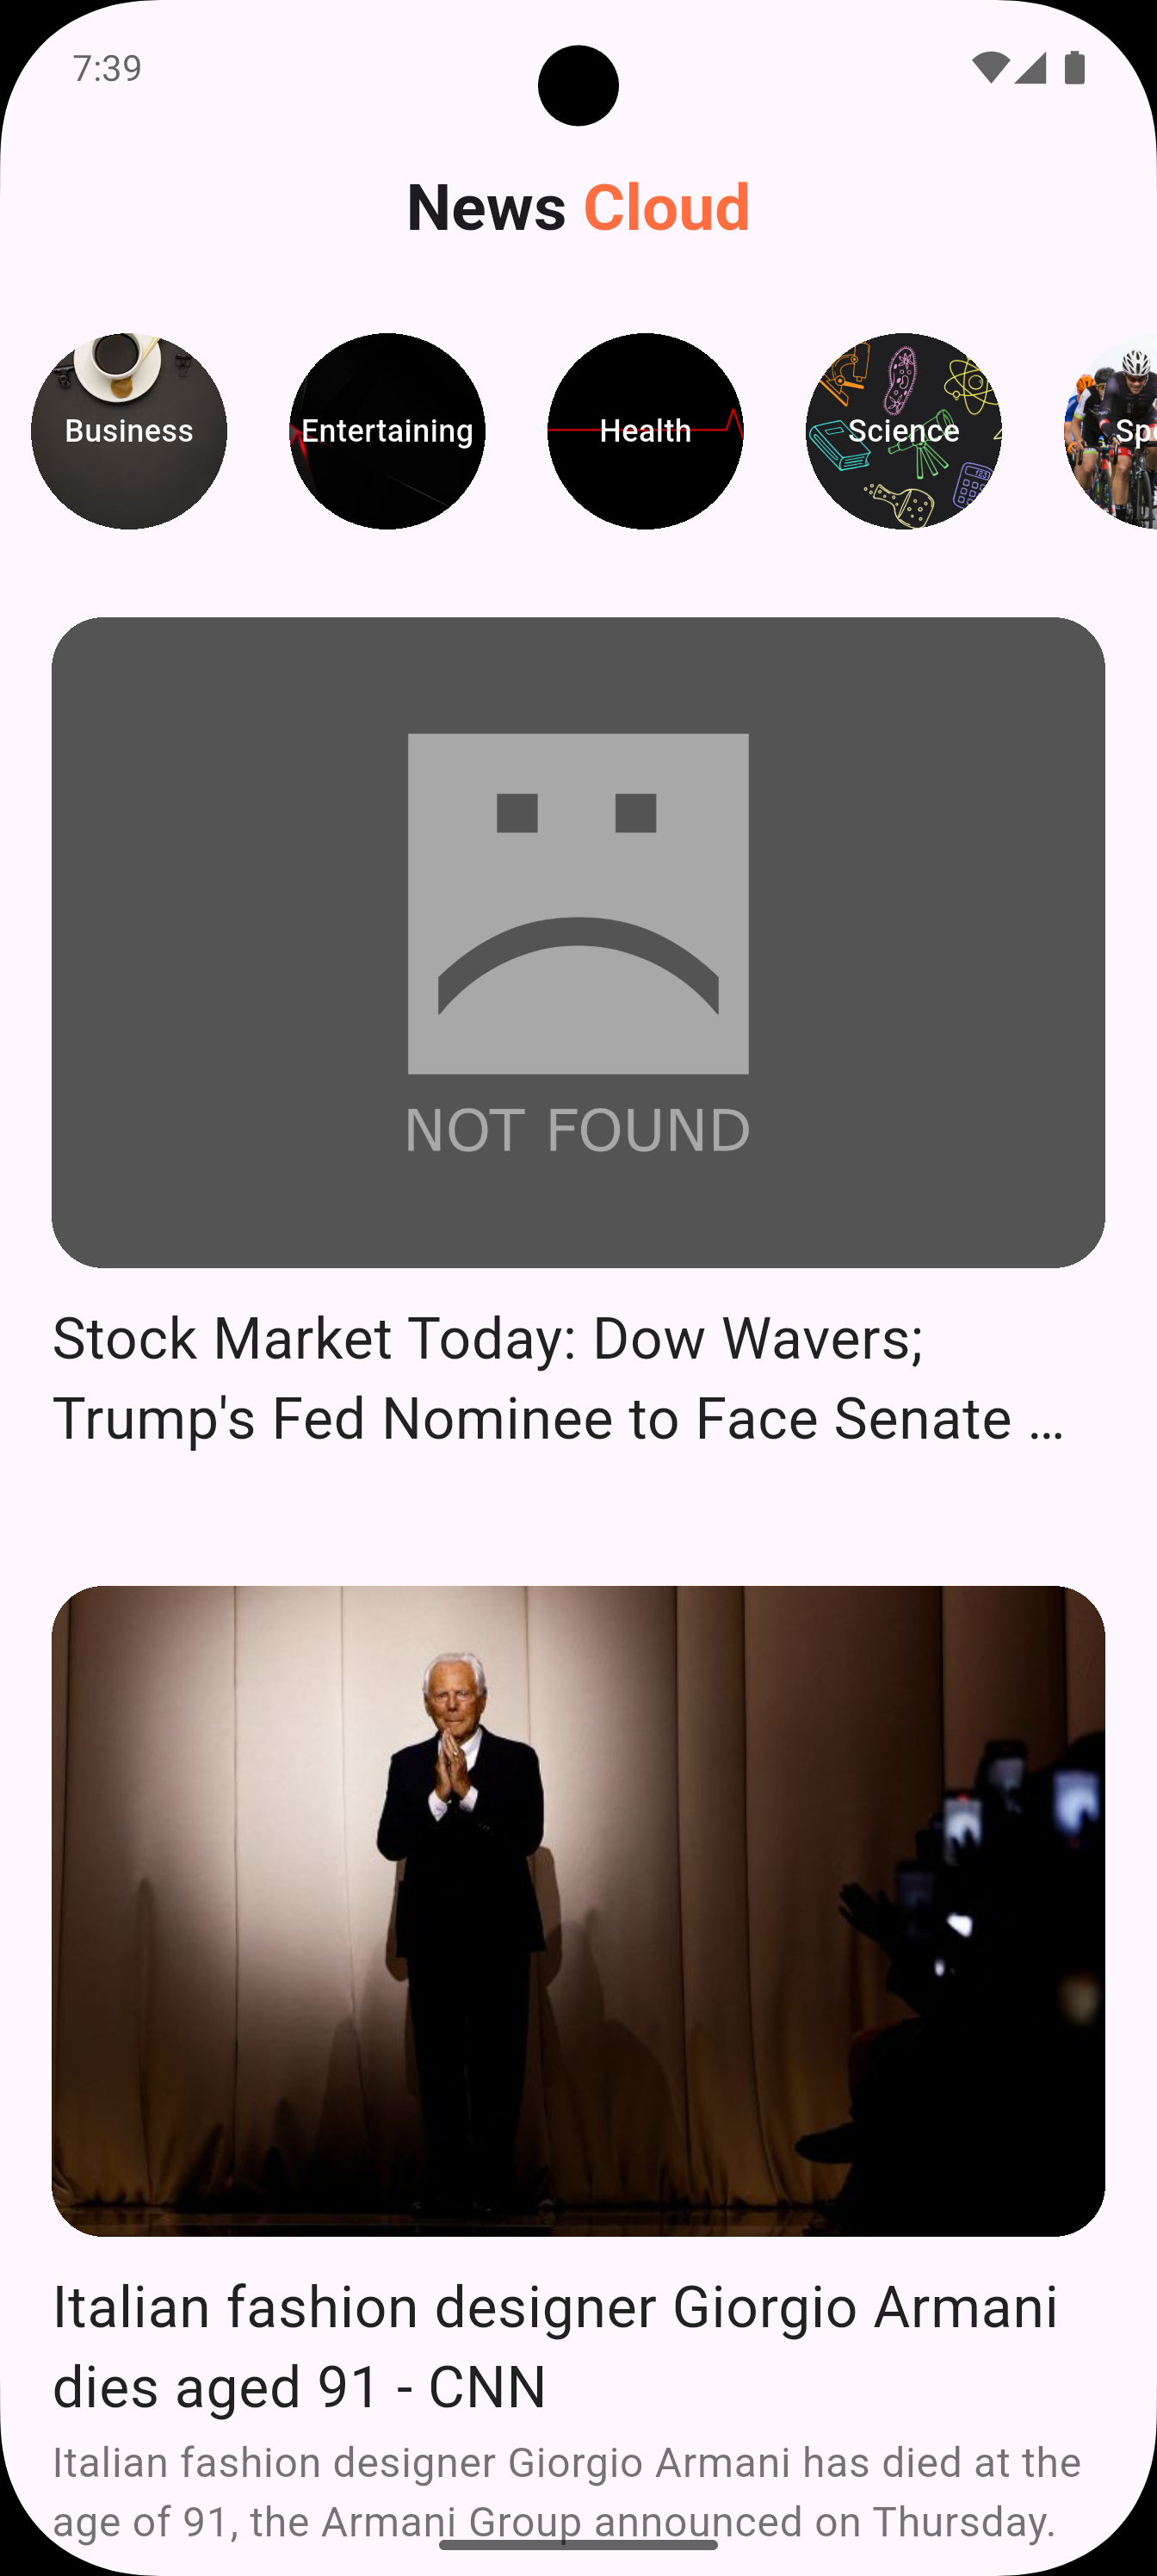 7:39
News Cloud
Business
Entertaining
Health
Science
Sp
NOT FOUND
Stock Market Today: Dow Wavers;
Trump's Fed Nominee to Face Senate …
Italian fashion designer Giorgio Armani
dies aged 91 - CNN
Italian fashion designer Giorgio Armani has died at the
age of 91, the Armani Group announced on Thursday.